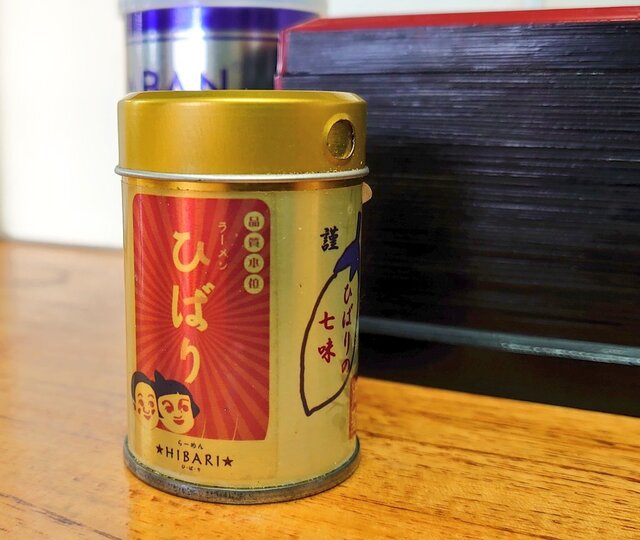 BAN
品質本位
ラーメン
ひばり
らーめん
★HIBARI★
ひ・ば・り
謹
ひばりの
七味